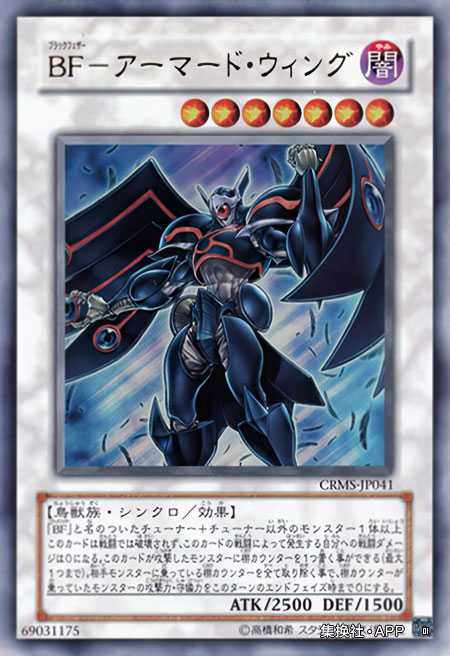 ブラックフェザー
BF－アーマード・ウィング
やみ
闇
CRMS-JP041
【鳥獣族・シンクロ／効果】
「BF」と名のついたチューナー＋チューナー以外のモンスター１体以上
このカードは戦闘では破壊されず、このカードの戦闘によって発生する自分への戦闘ダメ
ージは０になる。このカードが攻撃したモンスターに楔カウンターを１つ置く事ができる（最大
１つまで）。相手モンスターに乗っている楔カウンターを全て取り除く事で、楔カウンターが乗
っていたモンスターの攻撃力・守備力をこのターンのエンドフェイズ時まで０にする。
ATK/2500 DEF/1500
69031175
©高橋和希 スタジ
集換社・APP
01